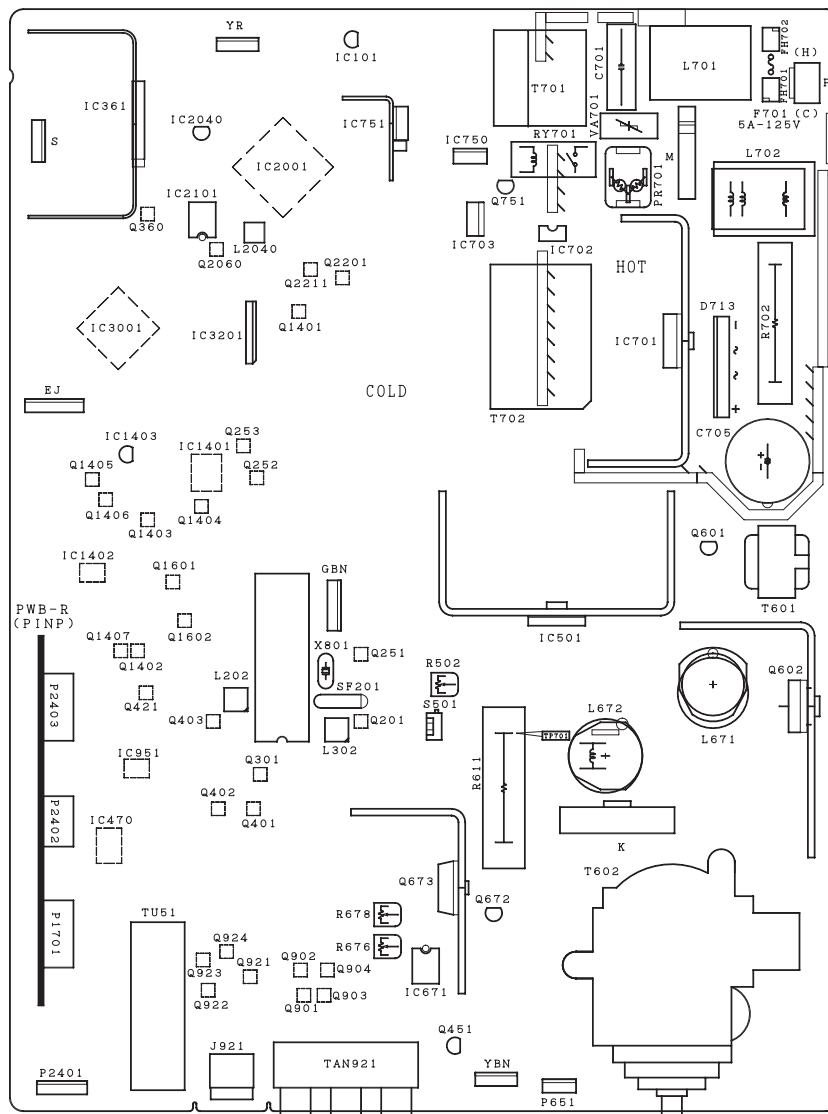 YR
IC101
T701
C701
L701
FH702
(H)
FH701
F
F701 (C)
5A-125V
IC361
S
IC2040
IC751
IC2001
IC750
RY701
VA701
M
L702
PR701
Q751
IC2101
Q360
L2040
Q2060
IC703
IC702
Q2201
Q2211
HOT
R702
D713
IC3001
IC3201
Q1401
IC701
EJ
COLD
T702
C705
Q253
IC1403
IC1401
Q1405
Q252
Q1406
Q1404
Q1403
Q601
IC1402
Q1601
GBN
T601
PWB-R
(PINP)
Q1602
IC501
Q1407
Q1402
X801
Q251
R502
Q602
L202
SF201
Q421
S501
L672
P2403
Q403
Q201
L302
TP701
L671
IC951
Q301
R611
Q402
Q401
P2402
IC470
K
T602
Q673
Q672
TU51
R678
P1701
Q924
R676
Q923
Q902
Q921
Q904
IC671
Q922
Q901
Q903
Q451
J921
TAN921
YBN
P2401
P651